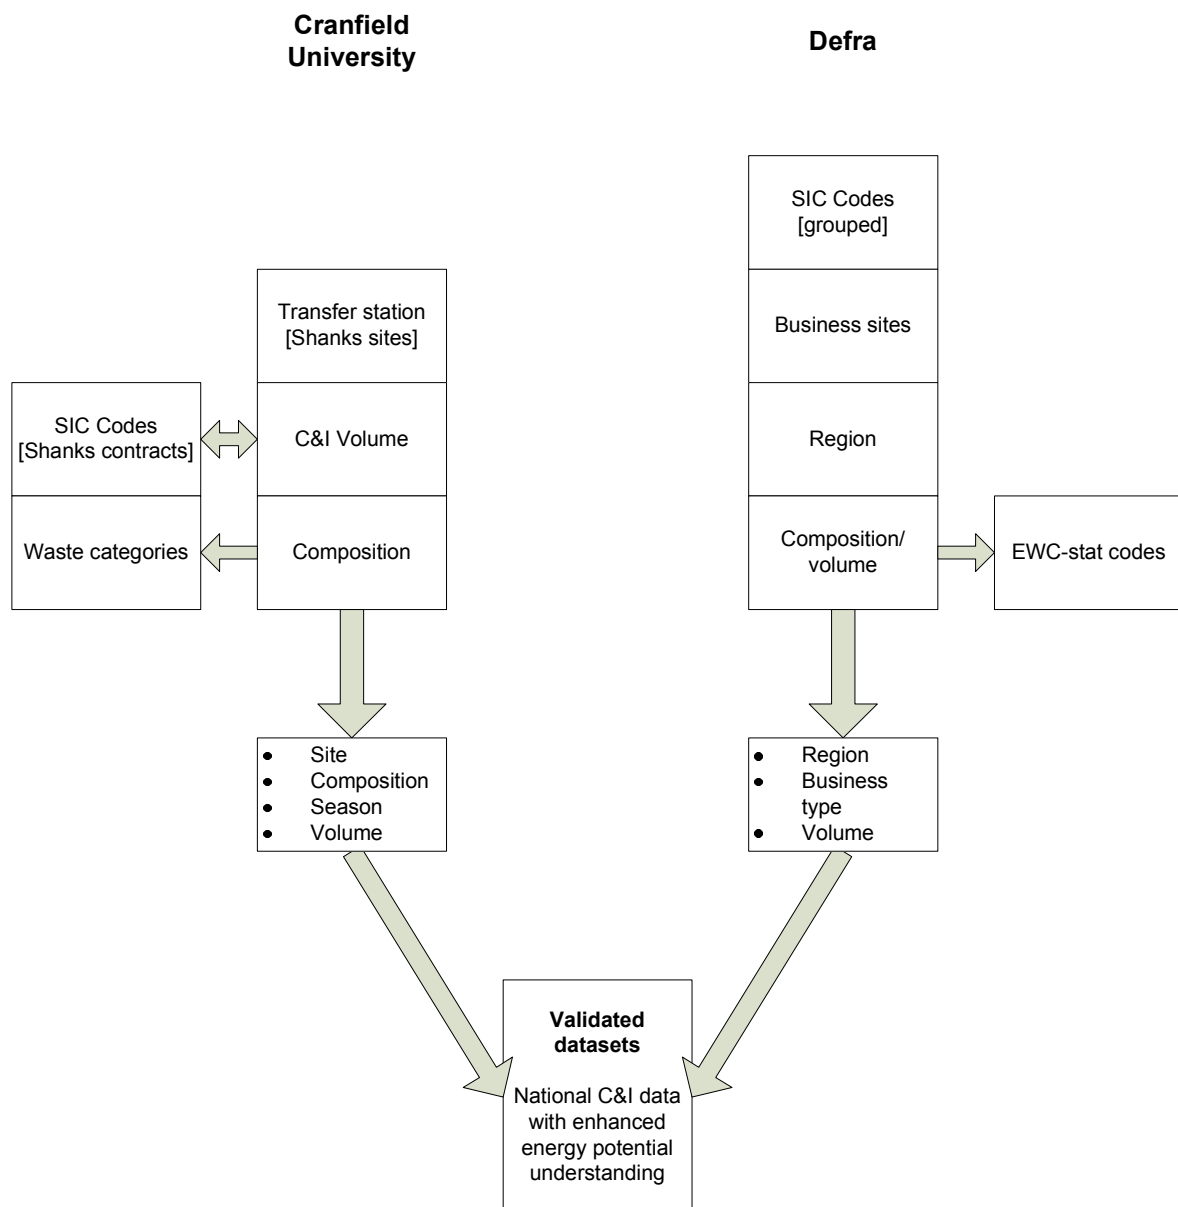 Cranfield
University
Defra
SIC Codes
[grouped]
Transfer station
[Shanks sites]
Business sites
SIC Codes
[Shanks contracts]
C&I Volume
Region
Waste categories
Composition
Composition/
volume
EWC-stat codes
• Site
• Composition
• Season
• Volume
• Region
• Business
type
• Volume
Validated
datasets
National C&I data
with enhanced
energy potential
understanding